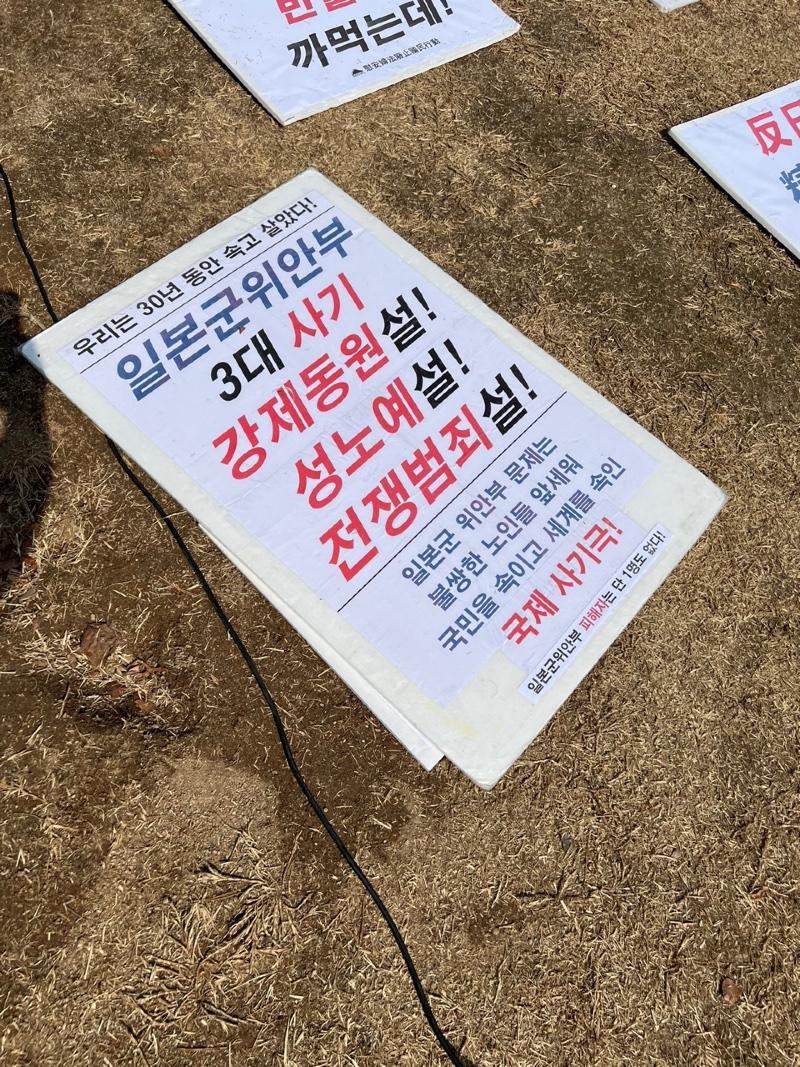 까먹는데!
우리는 30년 동안 속고 살았다!
일본군위안부
3대 사기
강제동원설!
성노예설!
전쟁범죄설!
일본군 위안부 문제는
불쌍한 노인들 앞세워
국민을 속이고 세계를 속인
국제 사기극!
일본군위안부 피해자는 단 1명도 없다!
反日